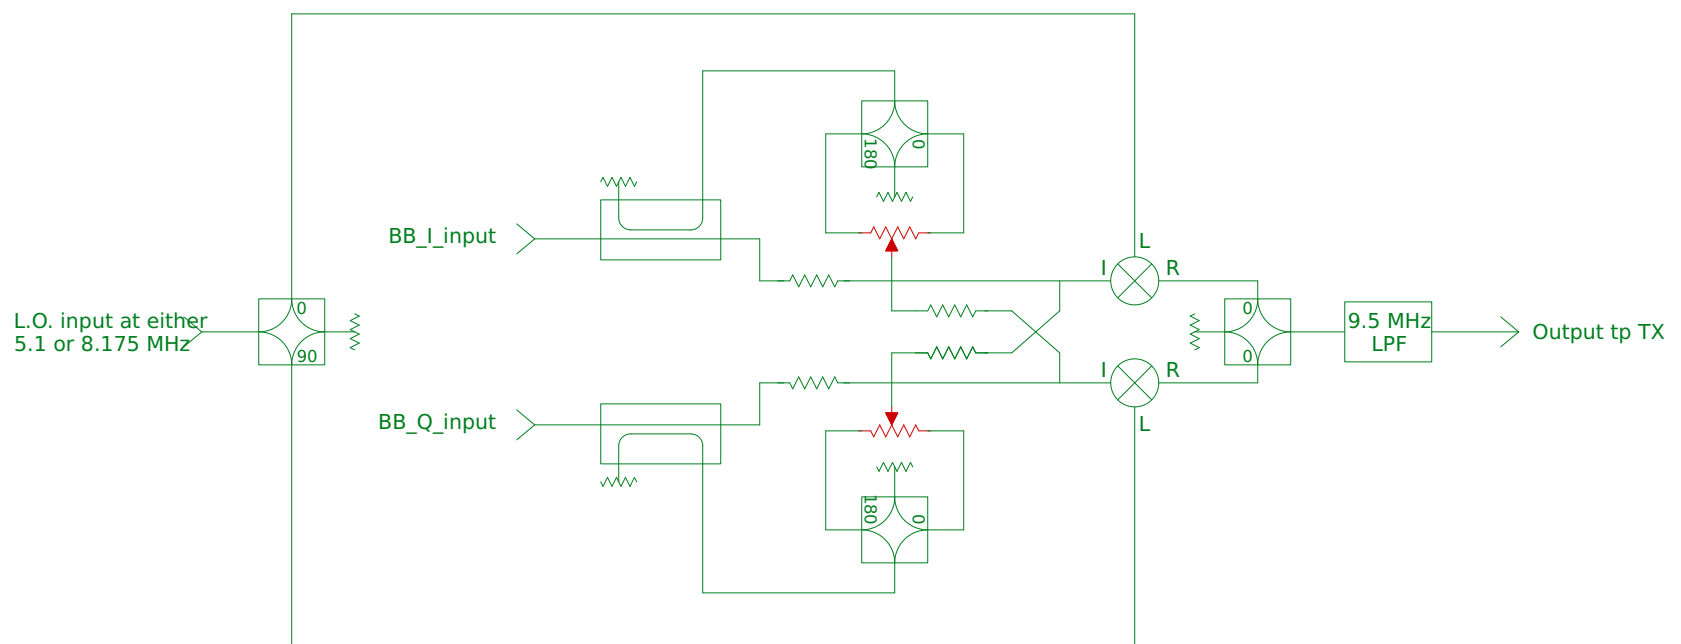 180
0
BB_I_input
L
I
R
L.O. input at either
5.1 or 8.175 MHz
0
90
0
0
9.5 MHz
LPF
Output tp TX
I
R
BB_Q_input
L
180
0